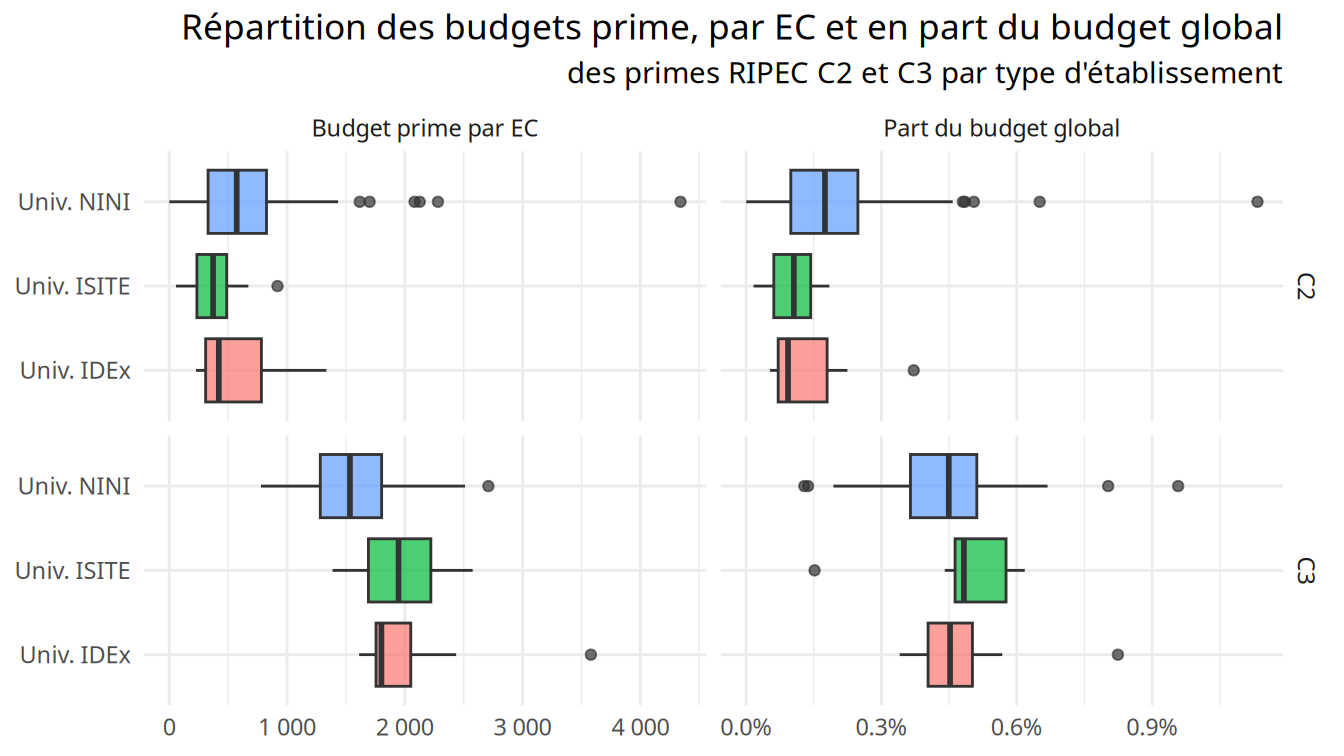 Répartition des budgets prime, par EC et en part du budget global
des primes RIPEC C2 et C3 par type d'établissement
Budget prime par EC
Part du budget global
Univ. NINI
Univ. ISITE
Univ. IDEx
C2
Univ. NINI
Univ. ISITE
Univ. IDEx
C3
0 1 000 2 000 3 000 4 000
0.0% 0.3% 0.6% 0.9%